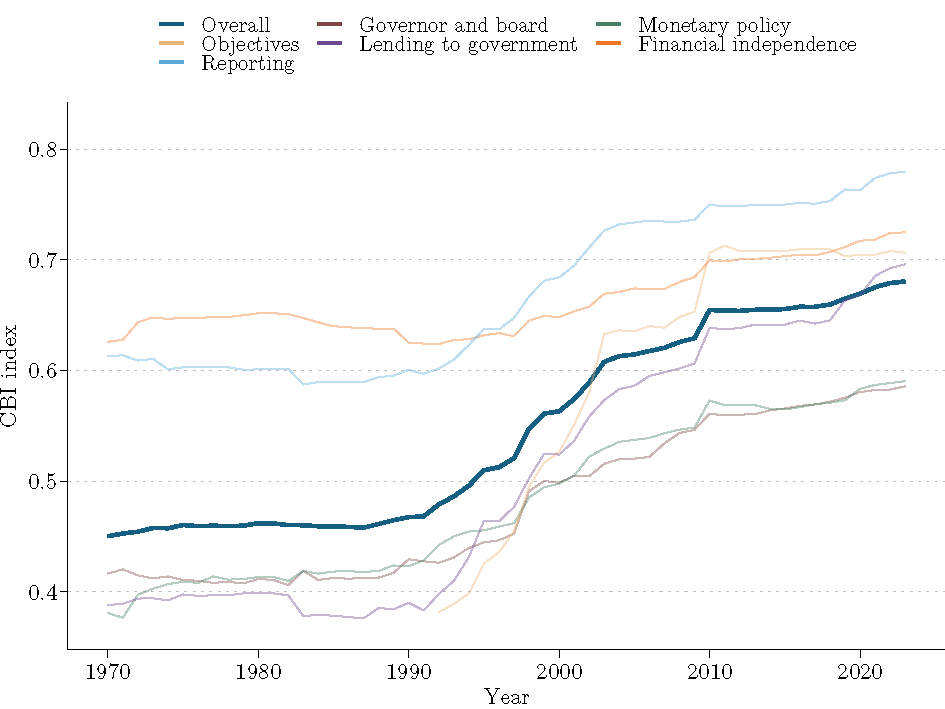 Overall Governor and board Monetary policy
Objectives Lending to government Financial independence
Reporting
CBI index
0.8
0.7
0.6
0.5
0.4
1970 1980 1990 2000 2010 2020
Year